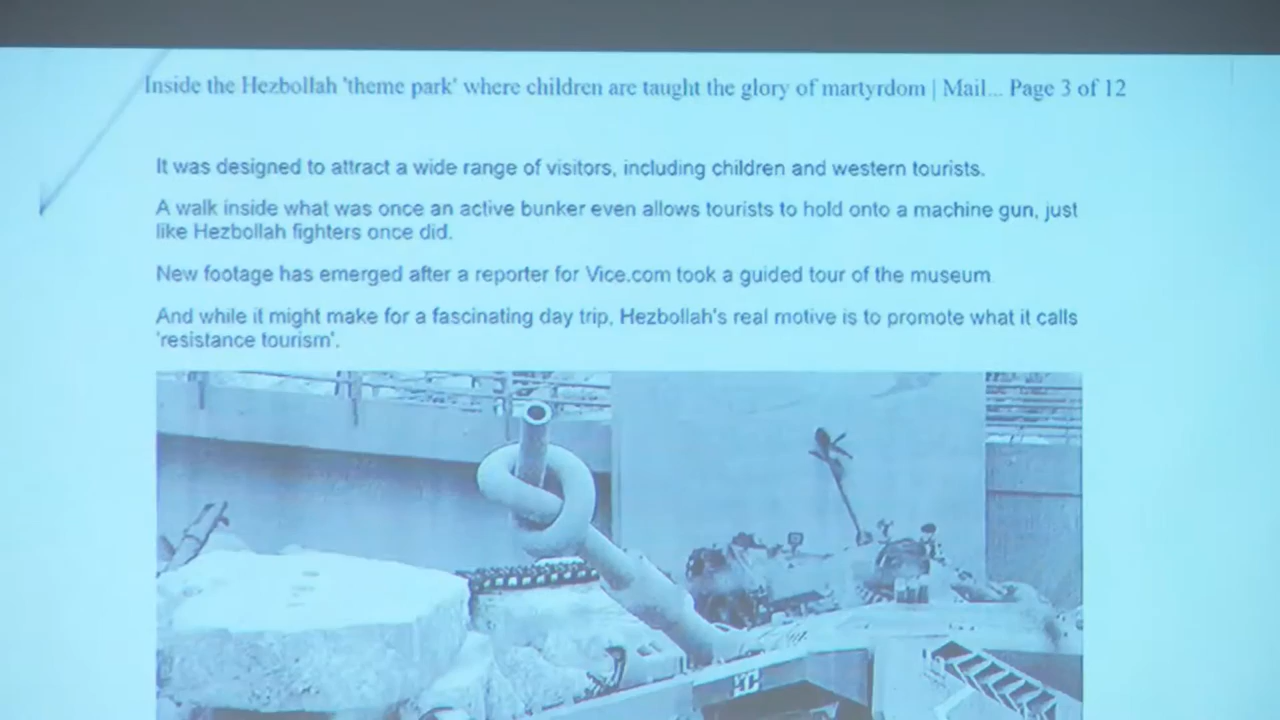 Inside the Hezbollah 'theme park' where children are taught the glory of martyrdom | Mail... Page 3 of 12
It was designed to attract a wide range of visitors, including children and western tourists.
A walk inside what was once an active bunker even allows tourists to hold onto a machine gun, just
like Hezbollah fighters once did.
New footage has emerged after a reporter for Vice.com took a guided tour of the museum
And while it might make for a fascinating day trip, Hezbollah's real motive is to promote what it calls
'resistance tourism'.